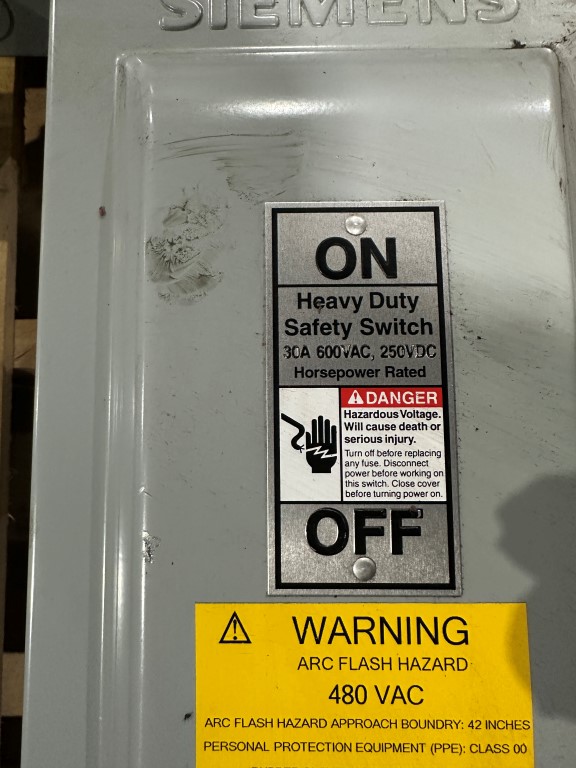 SIEMENS
ON
Heavy Duty
Safety Switch
30A 600VAC, 250VDC
Horsepower Rated
DANGER
Hazardous Voltage.
Will cause death or
serious injury.
Turn off before replacing
any fuse. Disconnect
power before working on
this switch. Close cover
before turning power on.
OFF
WARNING
ARC FLASH HAZARD
480 VAC
ARC FLASH HAZARD APPROACH BOUNDRY: 42 INCHES
PERSONAL PROTECTION EQUIPMENT (PPE): CLASS 00